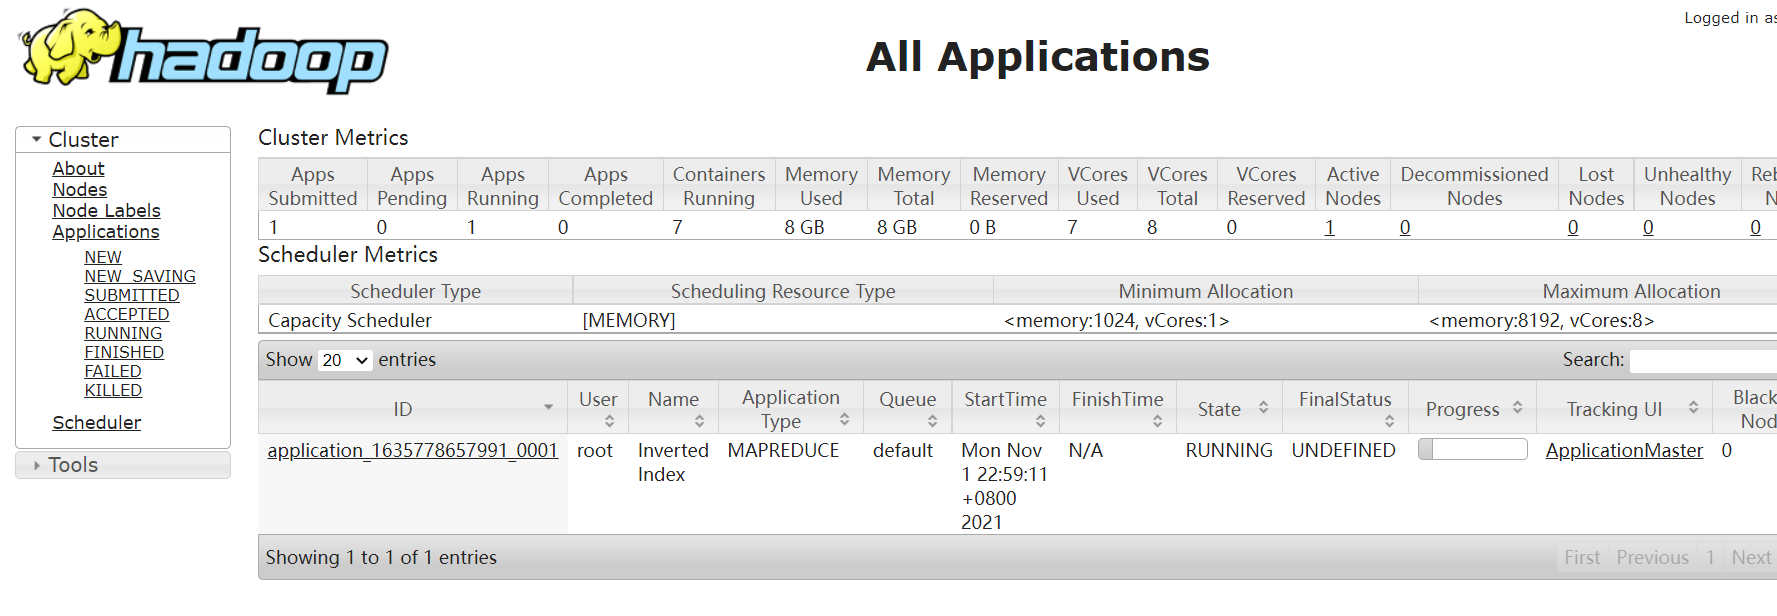 hadoop
Logged in as
All Applications
Cluster
About
Nodes
Node Labels
Applications
NEW
NEW_SAVING
SUBMITTED
ACCEPTED
RUNNING
FINISHED
FAILED
KILLED
Scheduler
Tools
Cluster Metrics
Apps Submitted Apps Pending Apps Running Apps Completed Containers Running Memory Used Memory Total Memory Reserved VCores Used VCores Total VCores Reserved Active Nodes Decommissioned Nodes Lost Nodes Unhealthy Nodes Reb N
1 0 1 0 7 8 GB 8 GB 0 B 7 8 0 1 0 0 0 0
Scheduler Metrics
Scheduler Type Scheduling Resource Type Minimum Allocation Maximum Allocation
Capacity Scheduler [MEMORY] <memory:1024, vCores:1> <memory:8192, vCores:8>
Show 20 entries Search:
ID User Name Application Type Queue StartTime FinishTime State FinalStatus Progress Tracking UI Black Nod
application_1635778657991_0001 root Inverted Index MAPREDUCE default Mon Nov 1 22:59:11 +0800 2021 N/A RUNNING UNDEFINED ApplicationMaster 0
Showing 1 to 1 of 1 entries First Previous 1 Next